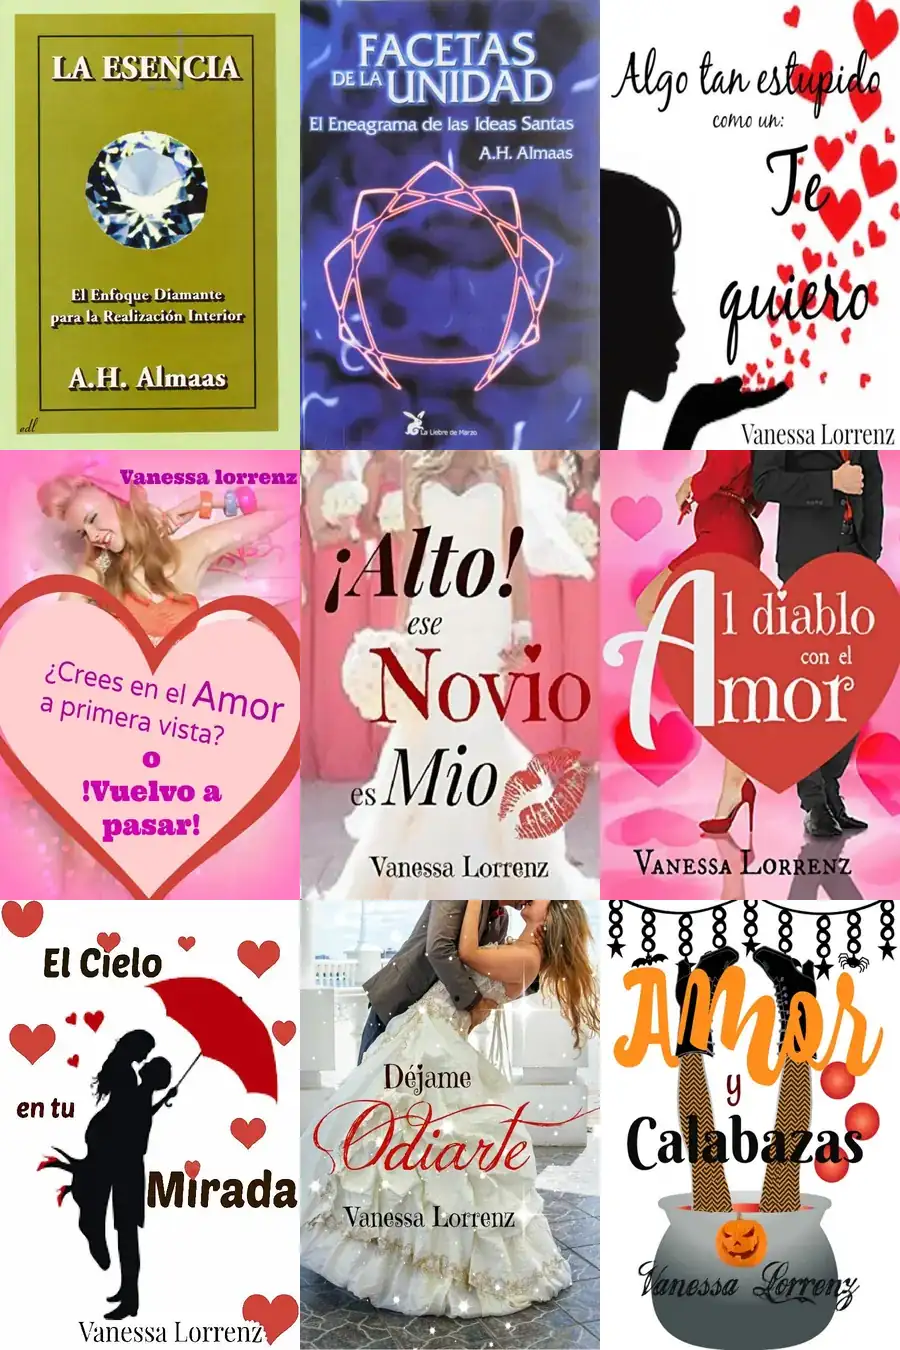 LA ESENCIA
El Enfoque Diamante
para la Realización Interior
A.H. Almaas
edl
FACETAS
DE LA UNIDAD
El Eneagrama de las Ideas Santas
A.H. Almaas
La Liebre de Marzo
Algo tan estupido
como un:
Te
quiero
Vanessa Lorrenz
Vanessa lorrenz
¿Crees en el Amor
a primera vista?
o
!Vuelvo a
pasar!
¡Alto!
ese
Novio
es Mio
Vanessa Lorrenz
Al diablo
con el
Amor
Vanessa Lorrenz
El Cielo
en tu
Mirada
Vanessa Lorrenz
Déjame
Odiarte
Vanessa Lorrenz
Amor
y
Calabazas
Vanessa Lorrenz